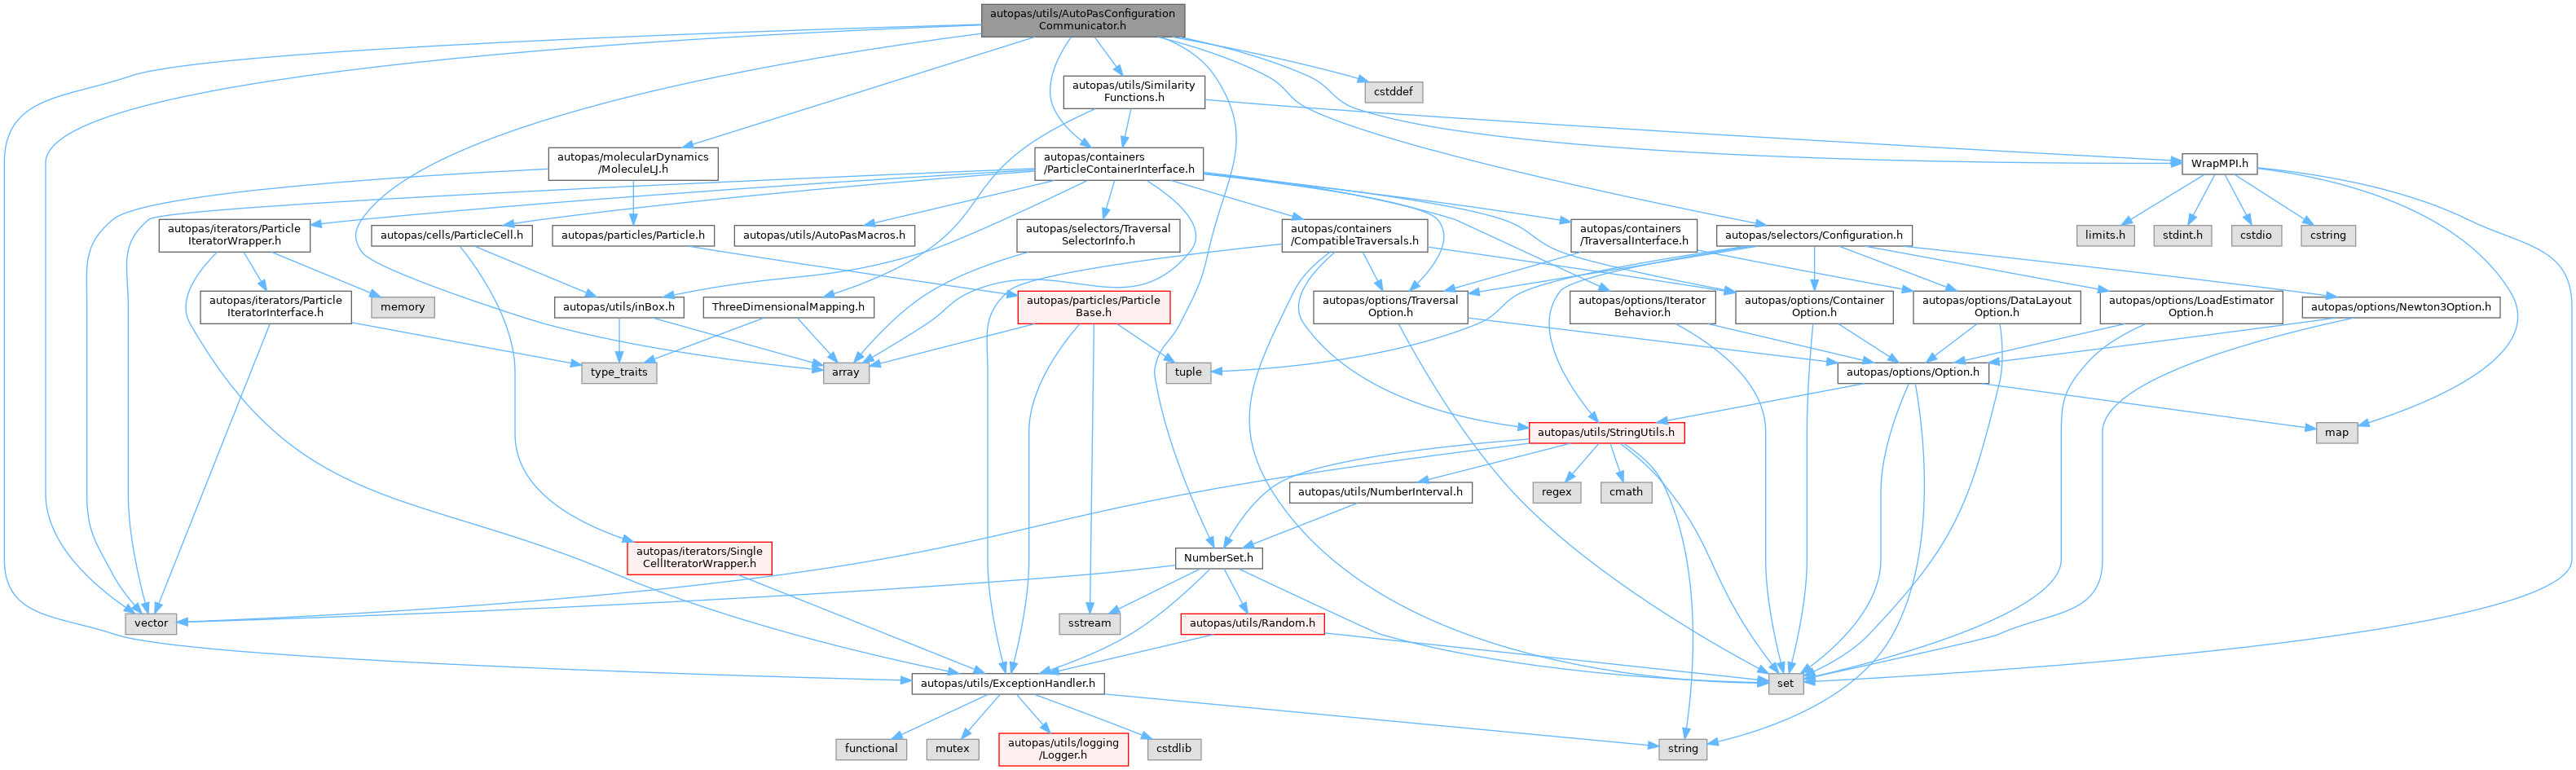 autopas/utils/AutoPasConfiguration
Communicator.h
autopas/utils/Similarity
Functions.h
cstddef
autopas/molecularDynamics
/MoleculeLJ.h
autopas/containers
/ParticleContainerInterface.h
WrapMPI.h
autopas/iterators/Particle
IteratorWrapper.h
autopas/cells/ParticleCell.h
autopas/particles/Particle.h
autopas/utils/AutoPasMacros.h
autopas/selectors/Traversal
SelectorInfo.h
autopas/containers
/CompatibleTraversals.h
autopas/containers
/TraversalInterface.h
autopas/selectors/Configuration.h
limits.h
stdint.h
cstdio
cstring
autopas/iterators/Particle
IteratorInterface.h
memory
autopas/utils/inBox.h
ThreeDimensionalMapping.h
autopas/particles/Particle
Base.h
autopas/options/Traversal
Option.h
autopas/options/Iterator
Behavior.h
autopas/options/Container
Option.h
autopas/options/DataLayout
Option.h
autopas/options/LoadEstimator
Option.h
autopas/options/Newton3Option.h
type_traits
array
tuple
autopas/options/Option.h
autopas/utils/StringUtils.h
map
autopas/utils/NumberInterval.h
regex
cmath
autopas/iterators/Single
CellIteratorWrapper.h
NumberSet.h
vector
sstream
autopas/utils/Random.h
autopas/utils/ExceptionHandler.h
set
functional
mutex
autopas/utils/logging
/Logger.h
cstdlib
string